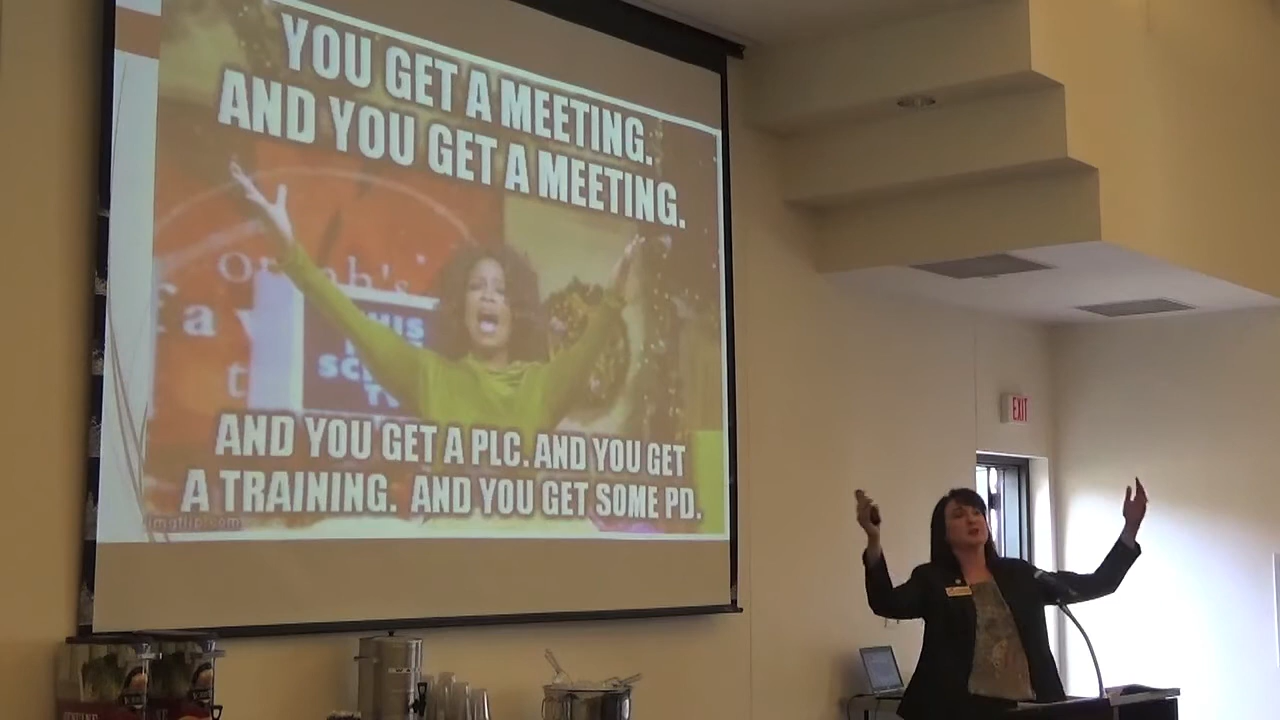 YOU GET A MEETING.
AND YOU GET A MEETING.
THIS
AND YOU GET A PLC. AND YOU GET
A TRAINING. AND YOU GET SOME PD.
imgflip.com
EXIT